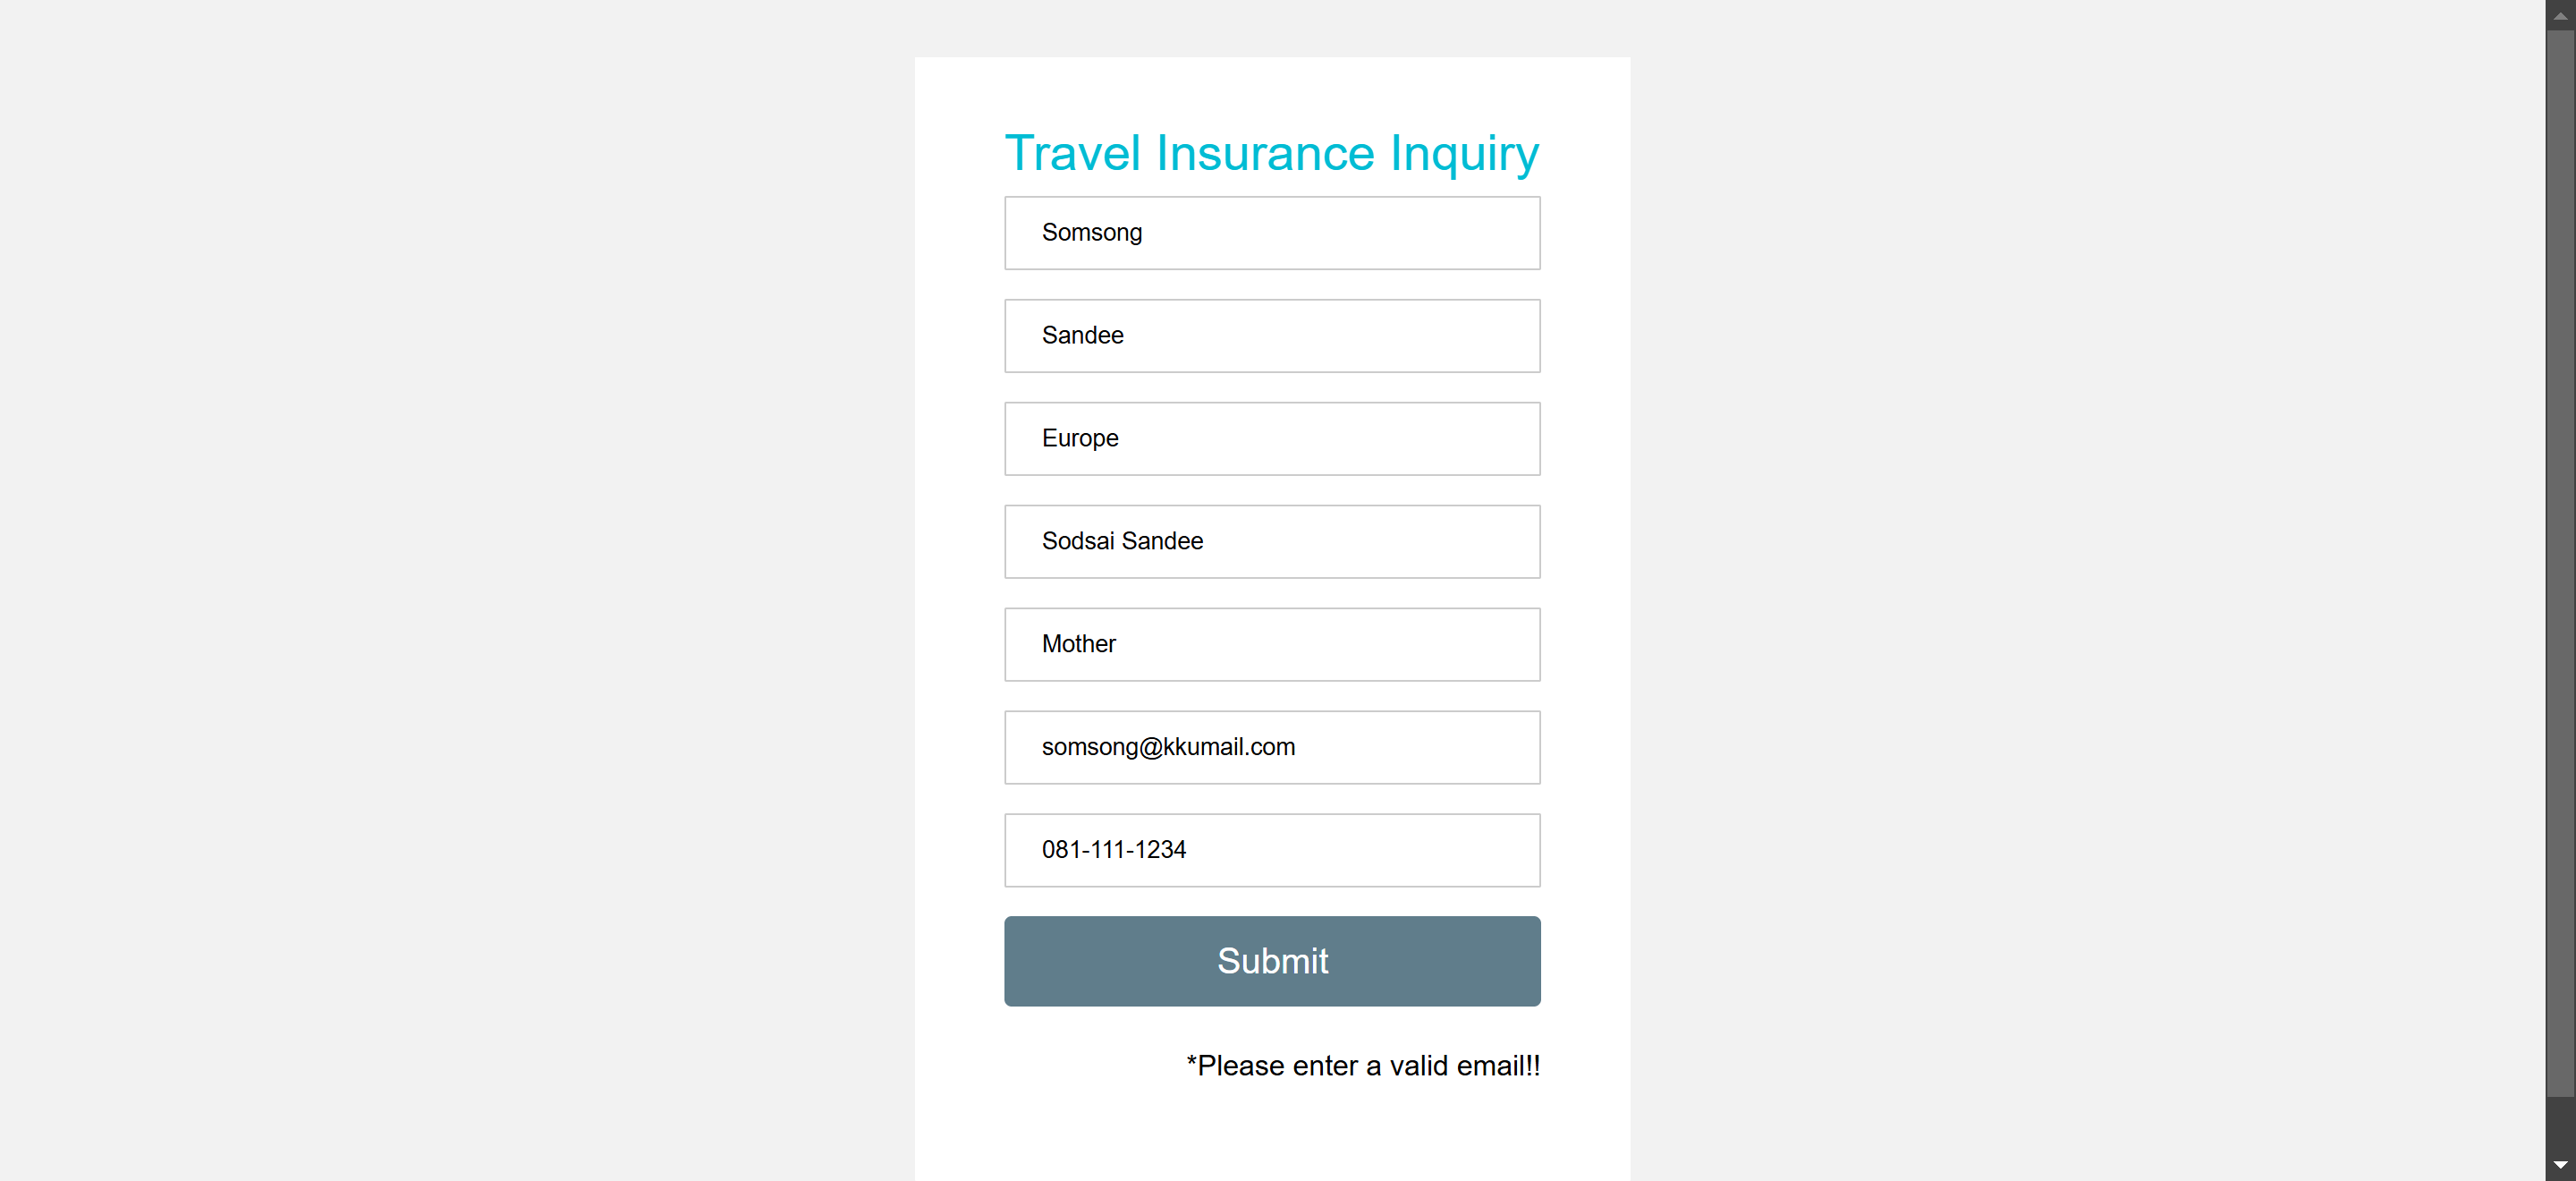 Travel Insurance Inquiry
Somsong
Sandee
Europe
Sodsai Sandee
Mother
somsong@kkumail.com
081-111-1234
Submit
*Please enter a valid email!!